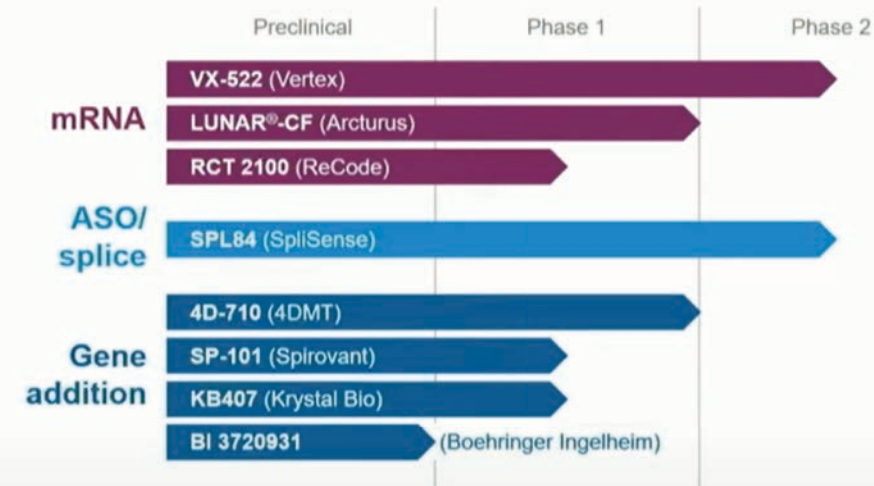 Preclinical Phase 1 Phase 2
mRNA
VX-522 (Vertex)
LUNAR®-CF (Arcturus)
RCT 2100 (ReCode)
ASO/
splice
SPL84 (SpliSense)
Gene
addition
4D-710 (4DMT)
SP-101 (Spirovant)
KB407 (Krystal Bio)
BI 3720931 (Boehringer Ingelheim)